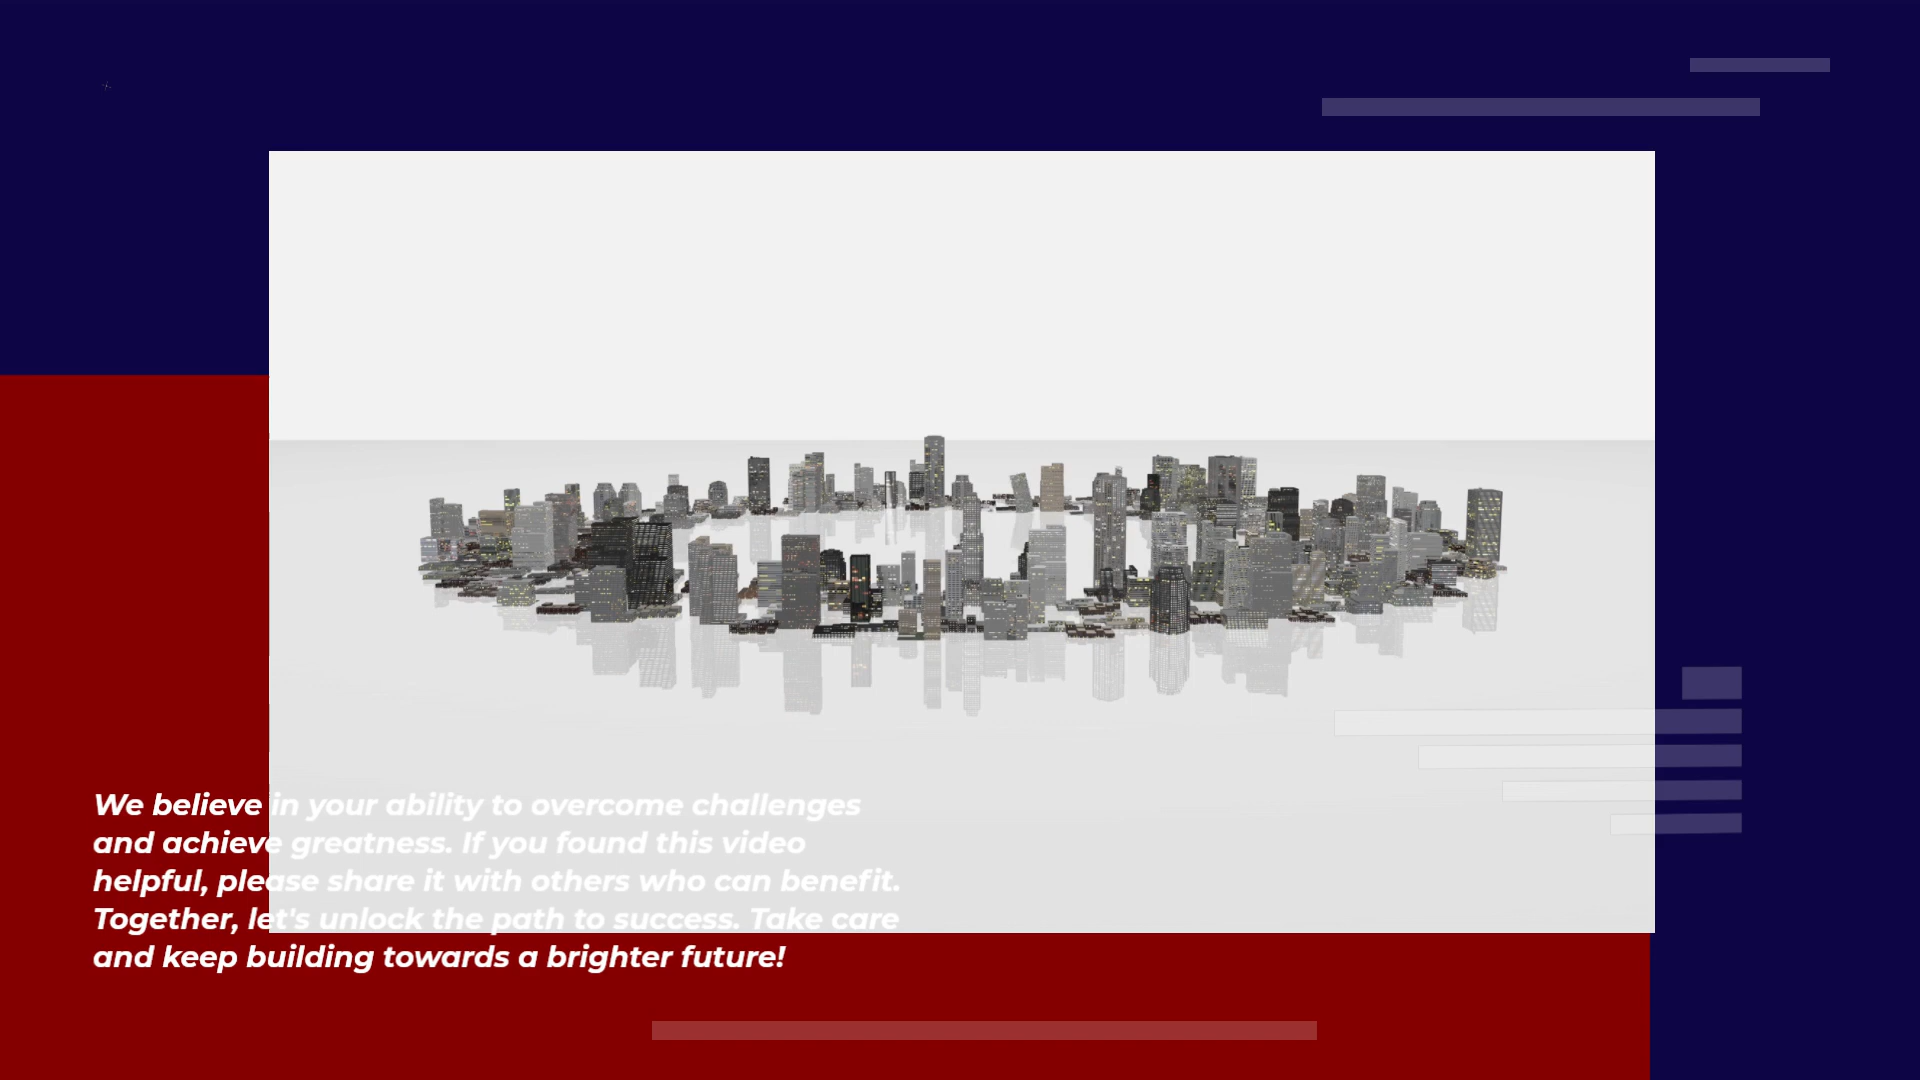 We believe in your ability to overcome challenges
and achieve greatness. If you found this video
helpful, please share it with others who can benefit.
Together, let's unlock the path to success. Take care
and keep building towards a brighter future!